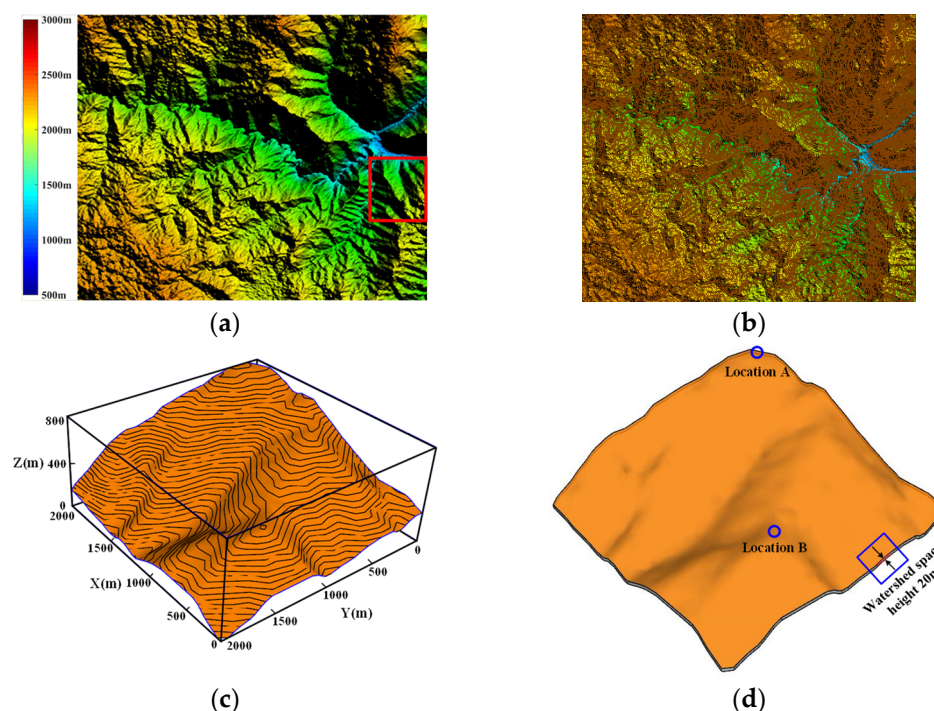 3000m
2500m
2000m
2500m
1000m
500m
(a)
(b)
800
Z(m) 400
0
2000
1500
X(m) 1000
500
0
2000
1500
1000
Y(m)
500
0
(c)
Location A
Location B
Watershed spac
height 20m
(d)